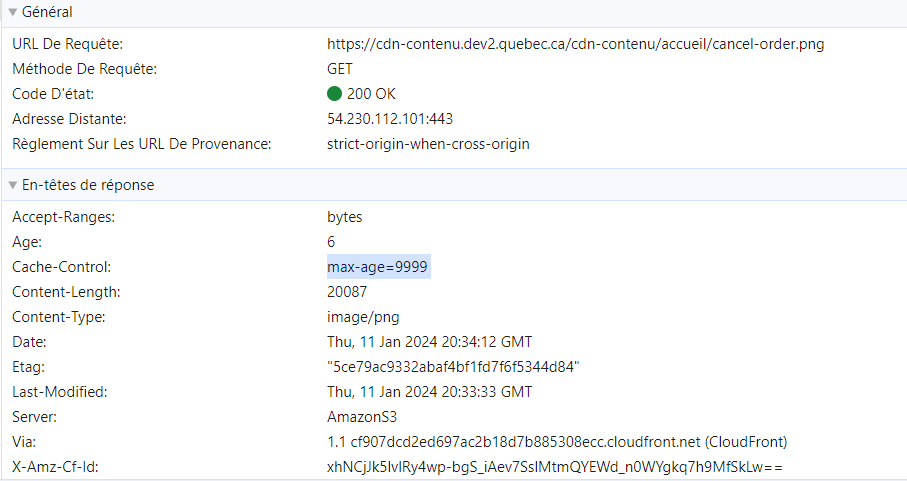 Général
URL De Requête: https://cdn-contenu.dev2.quebec.ca/cdn-contenu/accueil/cancel-order.png
Méthode De Requête: GET
Code D'état: 200 OK
Adresse Distante: 54.230.112.101:443
Règlement Sur Les URL De Provenance: strict-origin-when-cross-origin
En-têtes de réponse
Accept-Ranges: bytes
Age: 6
Cache-Control: max-age=9999
Content-Length: 20087
Content-Type: image/png
Date: Thu, 11 Jan 2024 20:34:12 GMT
Etag: "5ce79ac9332abaf4bf1fd7f6f5344d84"
Last-Modified: Thu, 11 Jan 2024 20:33:33 GMT
Server: AmazonS3
Via: 1.1 cf907dcd2ed697ac2b18d7b885308ecc.cloudfront.net (CloudFront)
X-Amz-Cf-Id: xhNCjJk5IvIRy4wp-bgS_iAev7SsIMtmQYEWd_n0WYgkq7h9MfSkLw==